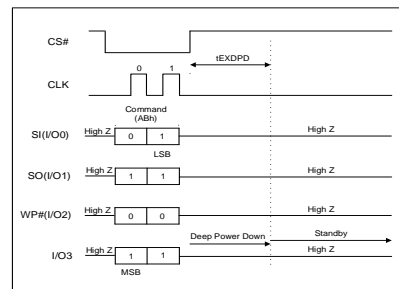 CS#
tEXDPD
0 1
CLK
Command
(ABh)
SI(I/O0) High Z 0 1 High Z
LSB
SO(I/O1) High Z 1 1 High Z
WP#(I/O2) High Z 0 0 High Z
Deep Power Down Standby
I/O3 High Z 1 1 High Z
MSB